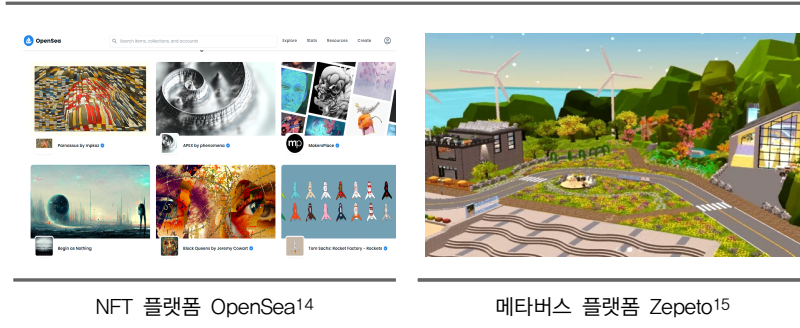 OpenSea
Search items, collections, and accounts
Explore Stats Resources Create
Parnassus by mpkoz
APEX by phenomena
mp
MakersPlace
Begin as Nothing
Black Queens by Jeremy Cowart
Tom Sachs: Rocket Factory - Rockets
NFT 플랫폼 OpenSea14
메타버스 플랫폼 Zepeto15